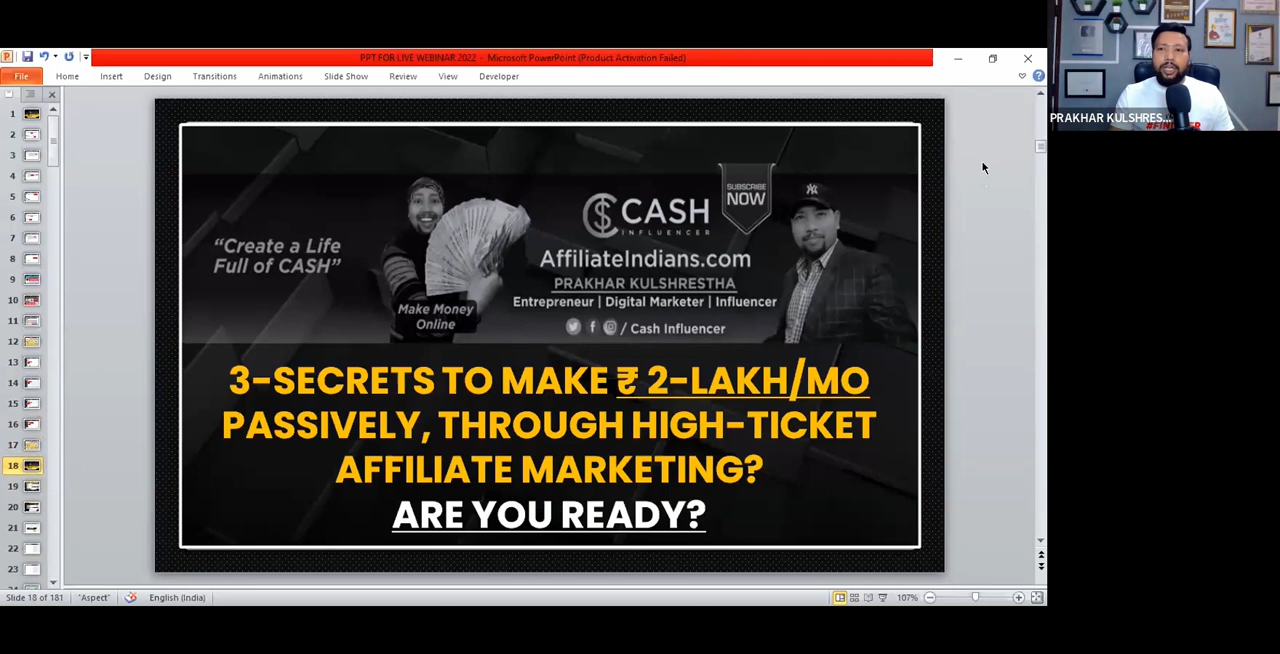 PPT FOR LIVE WEBINAR 2022 - Microsoft PowerPoint (Product Activation Failed)
File Home Insert Design Transitions Animations Slide Show Review View Developer
PRAKHAR KULSHRES...
1
2
3
4
5
6
7
8
9
10
11
12
13
14
15
16
17
18
19
20
21
22
23
SUBSCRIBE
NOW
CASH
INFLUENCER
"Create a Life
Full of CASH"
Make Money
Online
AffiliateIndians.com
PRAKHAR KULSHRESTHA
Entrepreneur | Digital Marketer | Influencer
/ Cash Influencer
3-SECRETS TO MAKE ₹ 2-LAKH/MO
PASSIVELY, THROUGH HIGH-TICKET
AFFILIATE MARKETING?
ARE YOU READY?
Slide 18 of 181 "Aspect" English (India) 107%